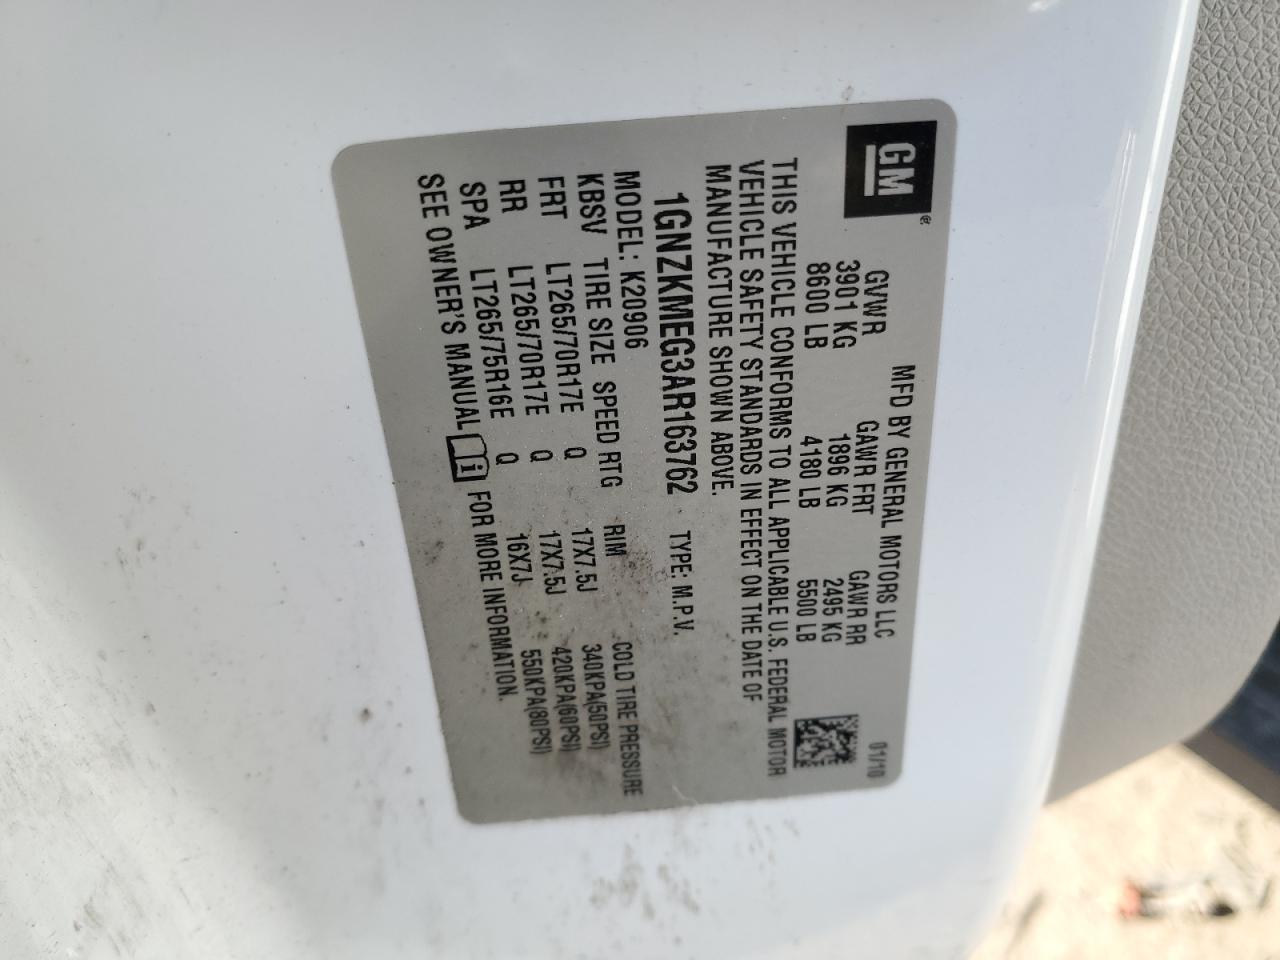 GM®
MFD BY GENERAL MOTORS LLC 01/10
GVWR GAWR FRT GAWR RR
3901 KG 1896 KG 2495 KG
8600 LB 4180 LB 5500 LB
THIS VEHICLE CONFORMS TO ALL APPLICABLE U.S. FEDERAL MOTOR
VEHICLE SAFETY STANDARDS IN EFFECT ON THE DATE OF
MANUFACTURE SHOWN ABOVE.
1GNZKMEG3AR163762 TYPE: M.P.V.
MODEL: K20906
KBSV TIRE SIZE SPEED RTG RIM COLD TIRE PRESSURE
FRT LT265/70R17E Q 17X7.5J 340KPA(50PSI)
RR LT265/70R17E Q 17X7.5J 420KPA(60PSI)
SPA LT265/75R16E Q 16X7J 550KPA(80PSI)
SEE OWNER'S MANUAL i FOR MORE INFORMATION.